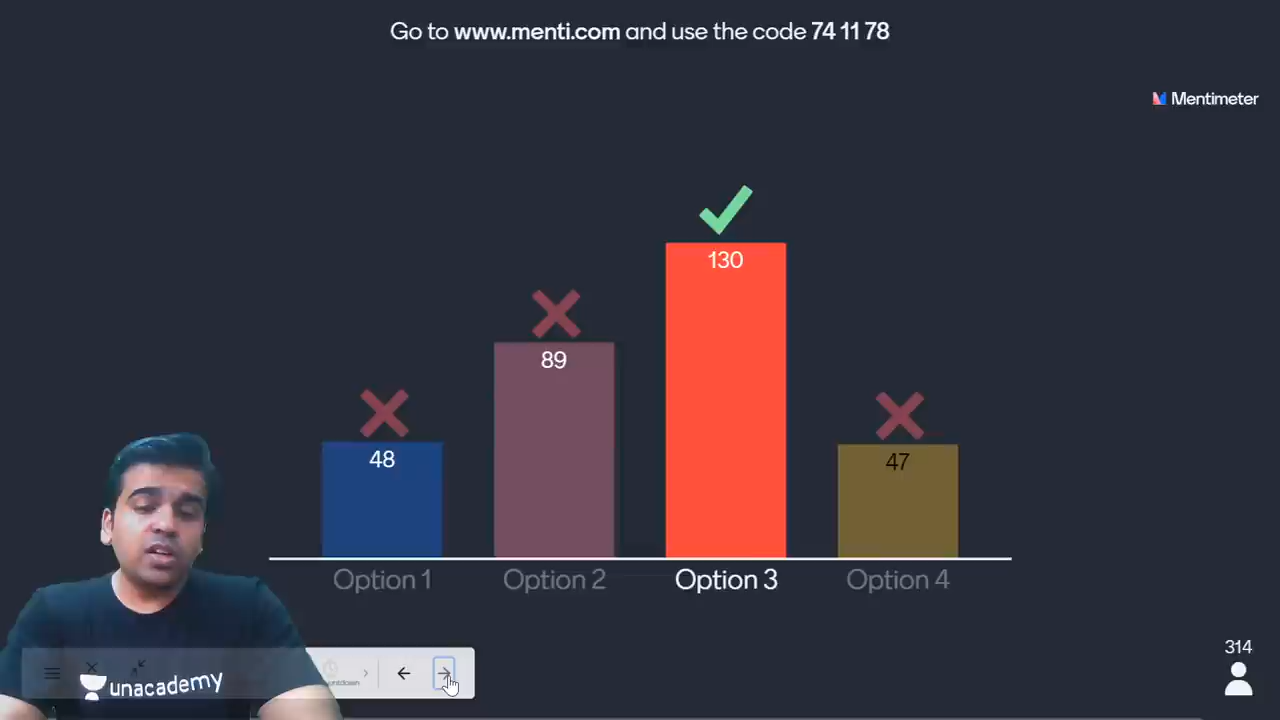 Go to www.menti.com and use the code 74 11 78
Mentimeter
130
89
48
47
Option 1
Option 2
Option 3
Option 4
314
unacademy